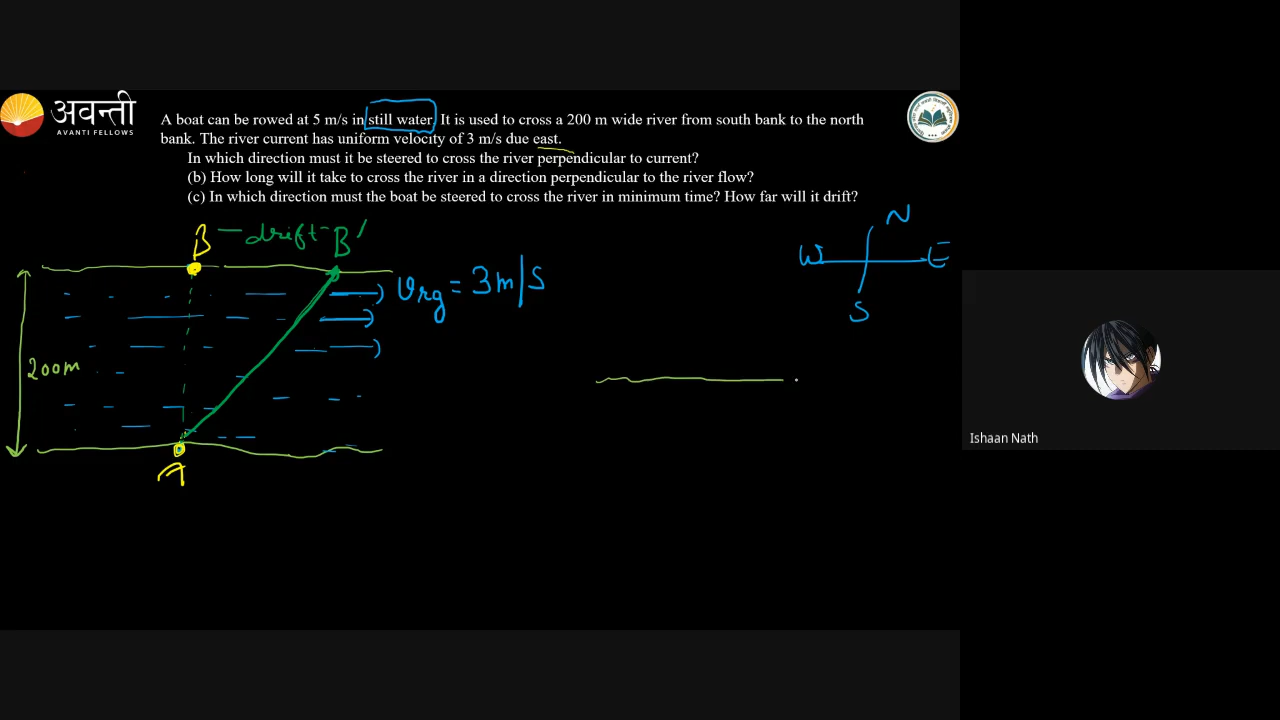 अवन्ती
AVANTI FELLOWS
A boat can be rowed at 5 m/s in still water. It is used to cross a 200 m wide river from south bank to the north
bank. The river current has uniform velocity of 3 m/s due east.
In which direction must it be steered to cross the river perpendicular to current?
(b) How long will it take to cross the river in a direction perpendicular to the river flow?
(c) In which direction must the boat be steered to cross the river in minimum time? How far will it drift?
N
W E
S
B - drift - B'
v_rg = 3m/s
200m
A
Ishaan Nath